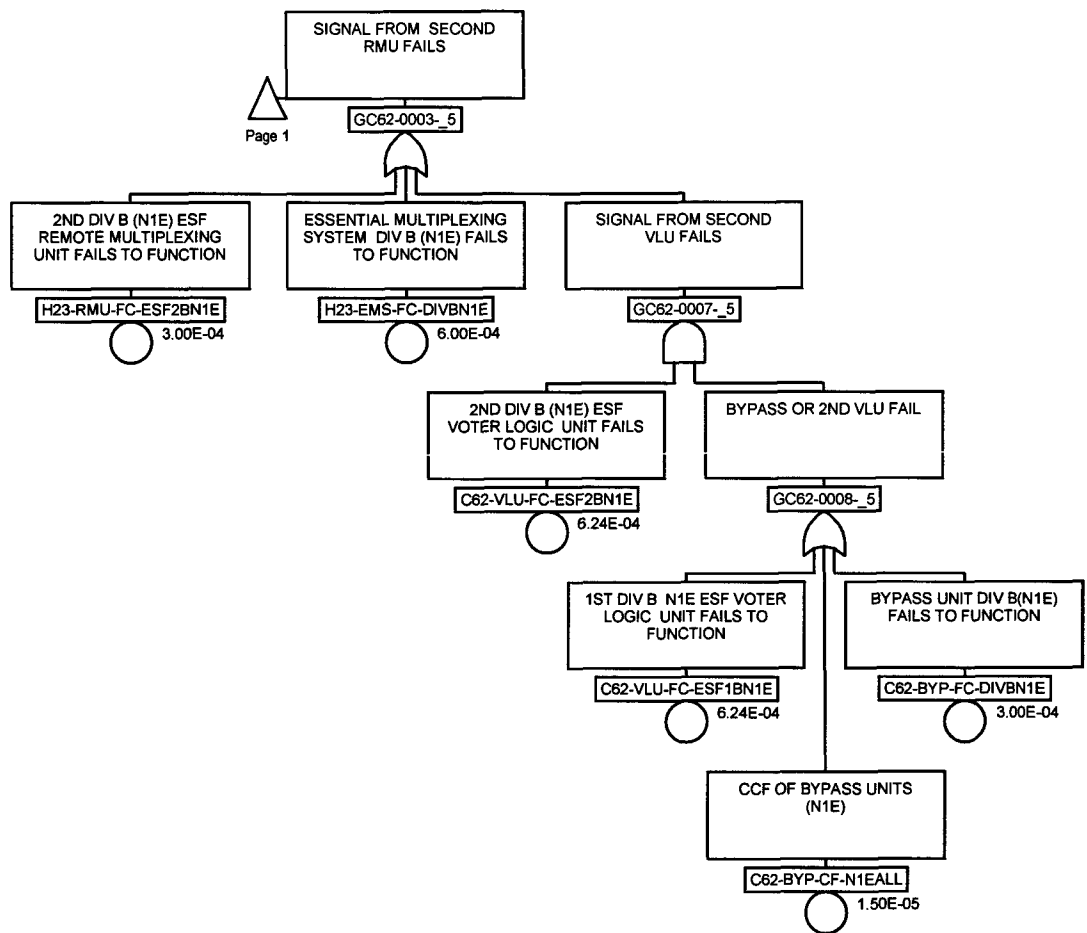 SIGNAL FROM SECOND
RMU FAILS
Page 1
GC62-0003-_5
2ND DIV B (N1E) ESF
REMOTE MULTIPLEXING
UNIT FAILS TO FUNCTION
ESSENTIAL MULTIPLEXING
SYSTEM DIV B (N1E) FAILS
TO FUNCTION
SIGNAL FROM SECOND
VLU FAILS
H23-RMU-FC-ESF2BN1E
3.00E-04
H23-EMS-FC-DIVBN1E
6.00E-04
GC62-0007-_5
2ND DIV B (N1E) ESF
VOTER LOGIC UNIT FAILS
TO FUNCTION
BYPASS OR 2ND VLU FAIL
C62-VLU-FC-ESF2BN1E
6.24E-04
GC62-0008-_5
1ST DIV B N1E ESF VOTER
LOGIC UNIT FAILS TO
FUNCTION
BYPASS UNIT DIV B(N1E)
FAILS TO FUNCTION
C62-VLU-FC-ESF1BN1E
6.24E-04
C62-BYP-FC-DIVBN1E
3.00E-04
CCF OF BYPASS UNITS
(N1E)
C62-BYP-CF-N1EALL
1.50E-05